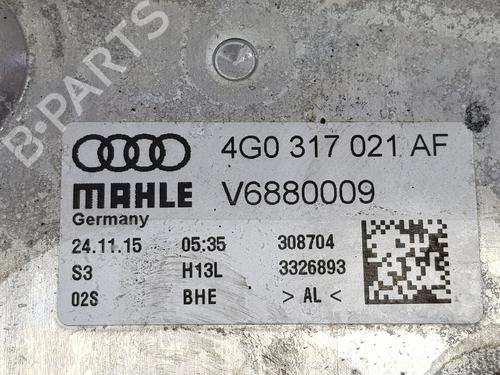 B-PARTS
4G0 317 021 AF
MAHLE V6880009
Germany
24.11.15 05:35 308704
S3 H13L 3326893
02S BHE > AL <